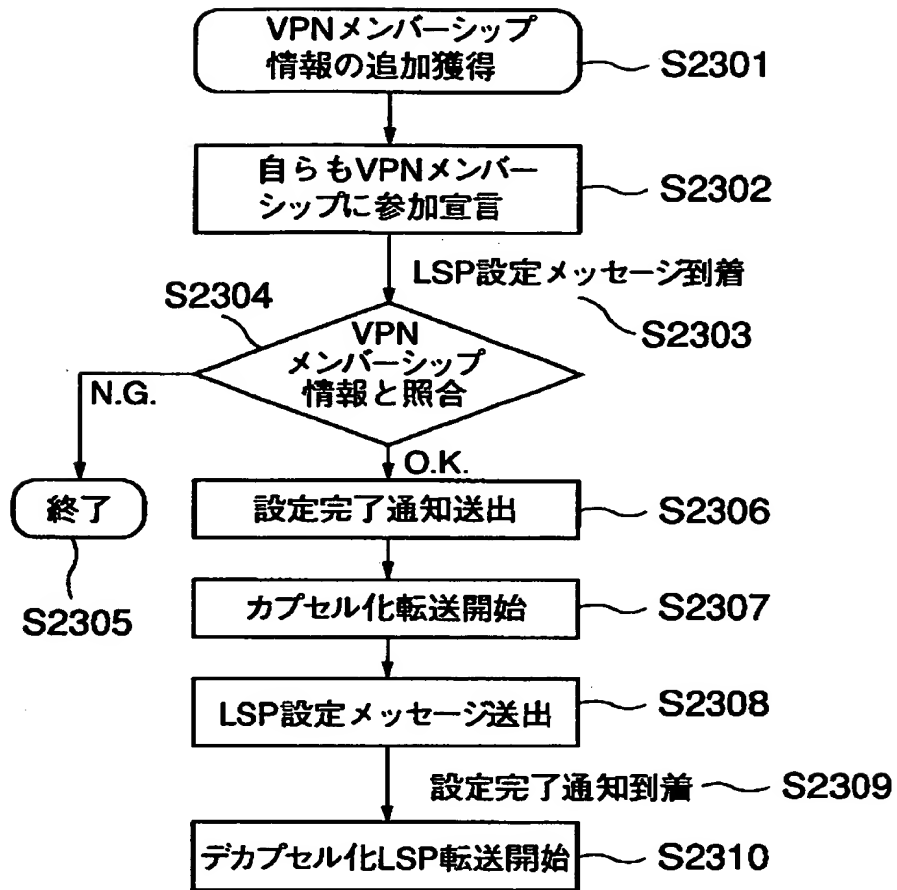 VPNメンバーシップ
情報の追加獲得
S2301
自らもVPNメンバー
シップに参加宣言
S2302
LSP設定メッセージ到着
S2303
S2304
VPN
メンバーシップ
情報と照合
N.G.
O.K.
終了
S2305
設定完了通知送出
S2306
カプセル化転送開始
S2307
LSP設定メッセージ送出
S2308
設定完了通知到着
S2309
デカプセル化LSP転送開始
S2310